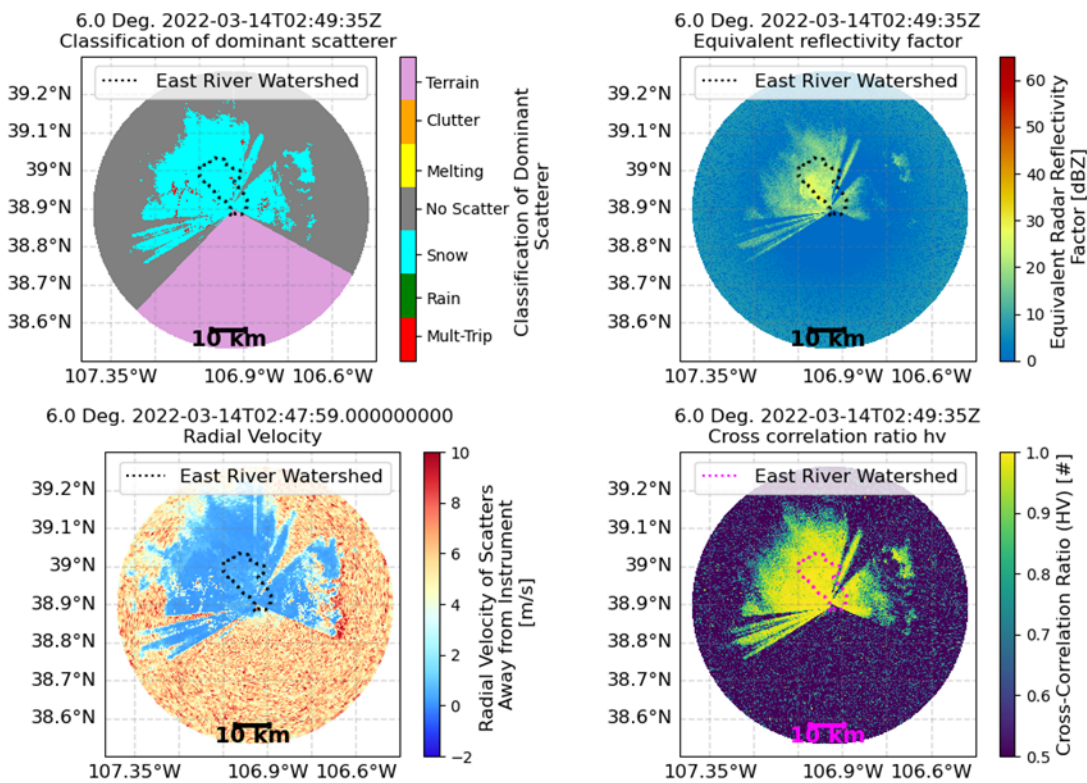 6.0 Deg. 2022-03-14T02:49:35Z
Classification of dominant scatterer
East River Watershed
39.2°N
39.1°N
39°N
38.9°N
38.8°N
38.7°N
38.6°N
10 km
107.35°W
106.9°W
106.6°W
Terrain
Clutter
Melting
No Scatter
Snow
Rain
Mult-Trip
Classification of Dominant
Scatterer
6.0 Deg. 2022-03-14T02:49:35Z
Equivalent reflectivity factor
East River Watershed
39.2°N
39.1°N
39°N
38.9°N
38.8°N
38.7°N
38.6°N
10 km
107.35°W
106.9°W
106.6°W
60
50
40
30
20
10
0
Equivalent Radar Reflectivity
Factor [dBZ]
6.0 Deg. 2022-03-14T02:47:59.000000000
Radial Velocity
East River Watershed
39.2°N
39.1°N
39°N
38.9°N
38.8°N
38.7°N
38.6°N
10 km
107.35°W
106.9°W
106.6°W
10
8
6
4
2
0
−2
Radial Velocity of Scatters
Away from Instrument
[m/s]
6.0 Deg. 2022-03-14T02:49:35Z
Cross correlation ratio hv
East River Watershed
39.2°N
39.1°N
39°N
38.9°N
38.8°N
38.7°N
38.6°N
10 km
107.35°W
106.9°W
106.6°W
1.0
0.9
0.8
0.7
0.6
0.5
Cross-Correlation Ratio (HV) [#]